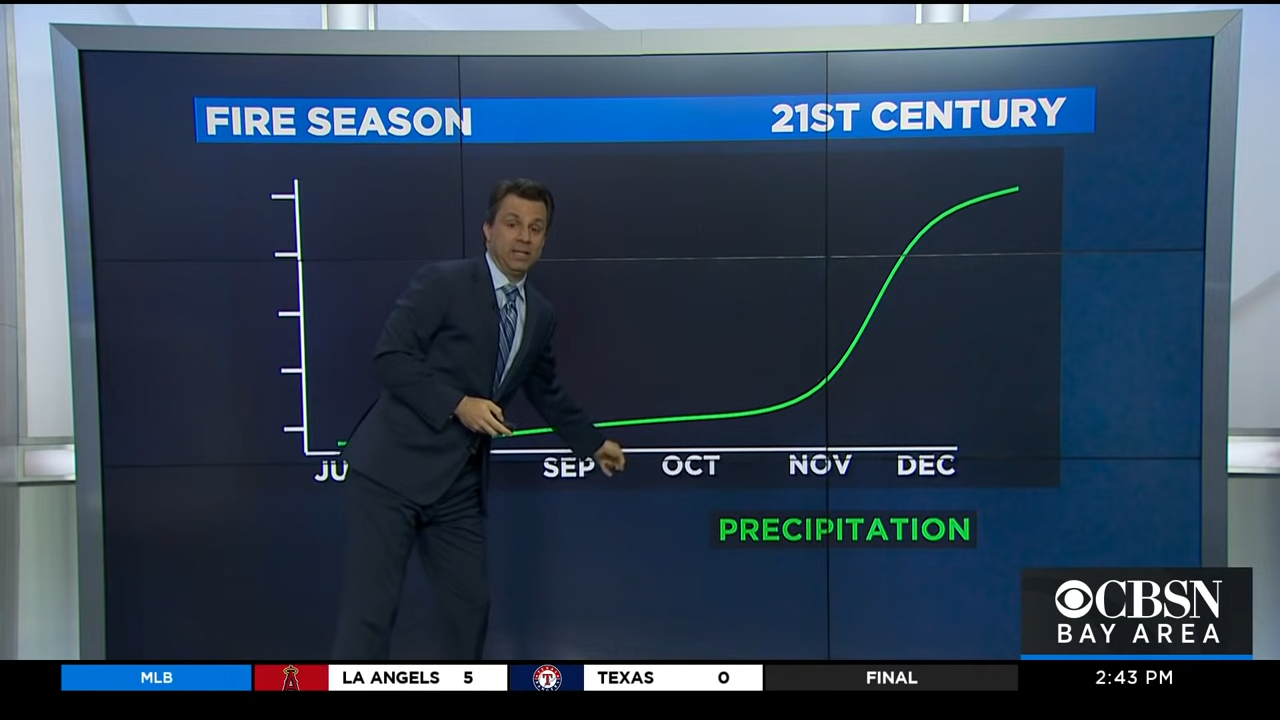 FIRE SEASON 21ST CENTURY
SEP OCT NOV DEC
PRECIPITATION
CBSN
BAY AREA
MLB LA ANGELS 5 TEXAS 0 FINAL 2:43 PM